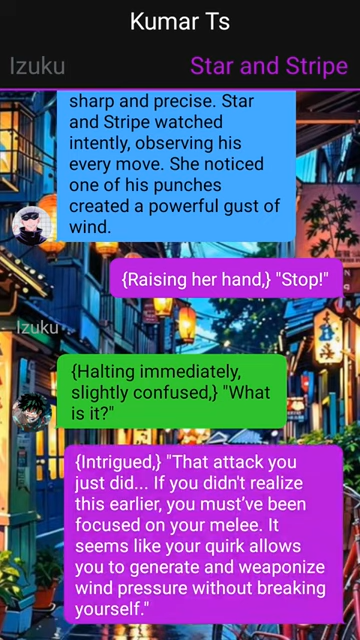 Kumar Ts
Izuku
Star and Stripe
sharp and precise. Star
and Stripe watched
intently, observing his
every move. She noticed
one of his punches
created a powerful gust of
wind.
{Raising her hand,} "Stop!"
Izuku
{Halting immediately,
slightly confused,} "What
is it?"
{Intrigued,} "That attack you
just did... If you didn't realize
this earlier, you must’ve been
focused on your melee. It
seems like your quirk allows
you to generate and weaponize
wind pressure without breaking
yourself."